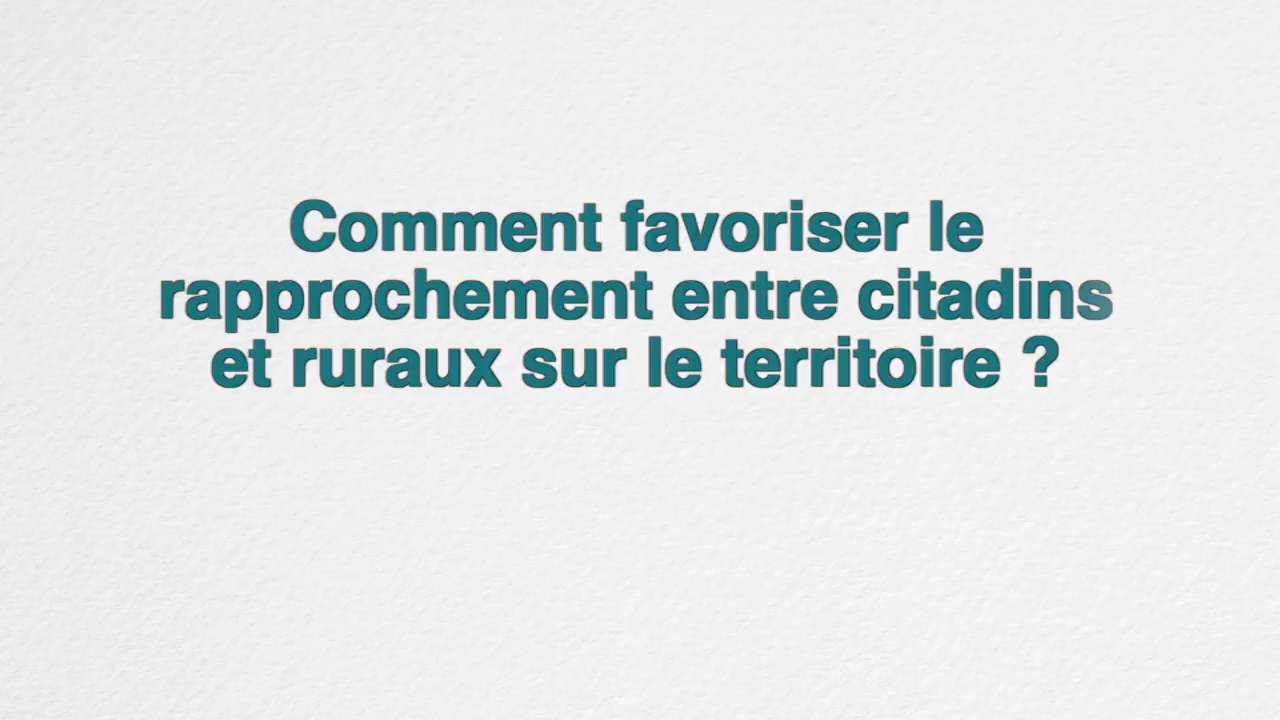 Comment favoriser le
rapprochement entre citadins
et ruraux sur le territoire ?